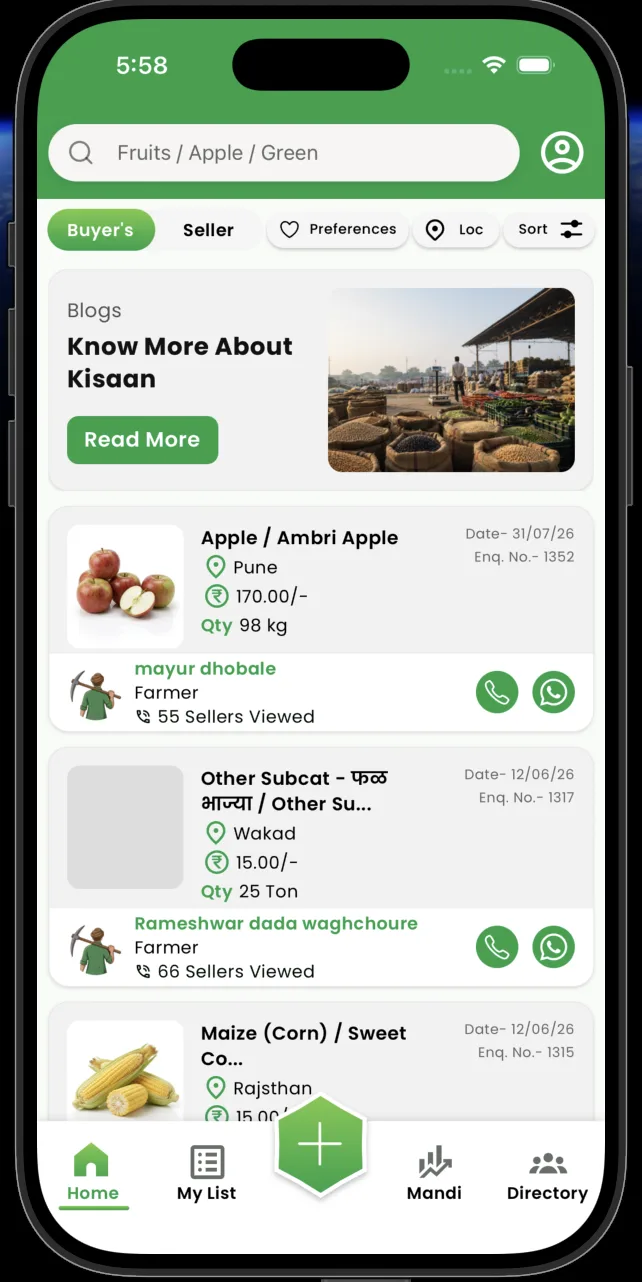 5:58
Fruits / Apple / Green
Buyer's
Seller
Preferences
Loc
Sort
Blogs
Know More About
Kisaan
Read More
Apple / Ambri Apple
Date- 31/07/26
Enq. No.- 1352
Pune
170.00/-
Qty 98 kg
mayur dhobale
Farmer
55 Sellers Viewed
Other Subcat - फळ
भाज्या / Other Su...
Date- 12/06/26
Enq. No.- 1317
Wakad
15.00/-
Qty 25 Ton
Rameshwar dada waghchoure
Farmer
66 Sellers Viewed
Maize (Corn) / Sweet
Co...
Date- 12/06/26
Enq. No.- 1315
Rajsthan
15.00/
Home
My List
Mandi
Directory